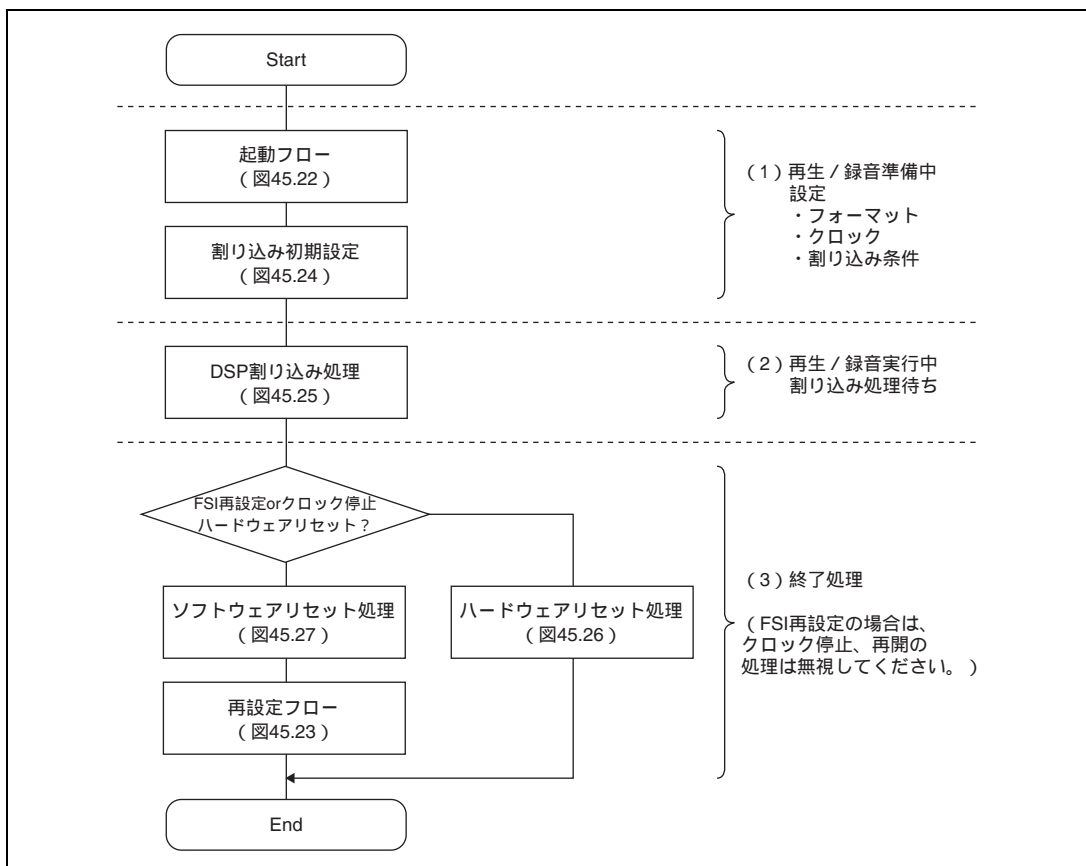 Start
起動フロー
（図45.22）
割り込み初期設定
（図45.24）
（1）再生 / 録音準備中
設定
・フォーマット
・クロック
・割り込み条件
DSP割り込み処理
（図45.25）
（2）再生 / 録音実行中
割り込み処理待ち
FSI再設定orクロック停止
ハードウェアリセット？
ソフトウェアリセット処理
（図45.27）
ハードウェアリセット処理
（図45.26）
再設定フロー
（図45.23）
（3）終了処理
（FSI再設定の場合は、
クロック停止、再開の
処理は無視してください。）
End